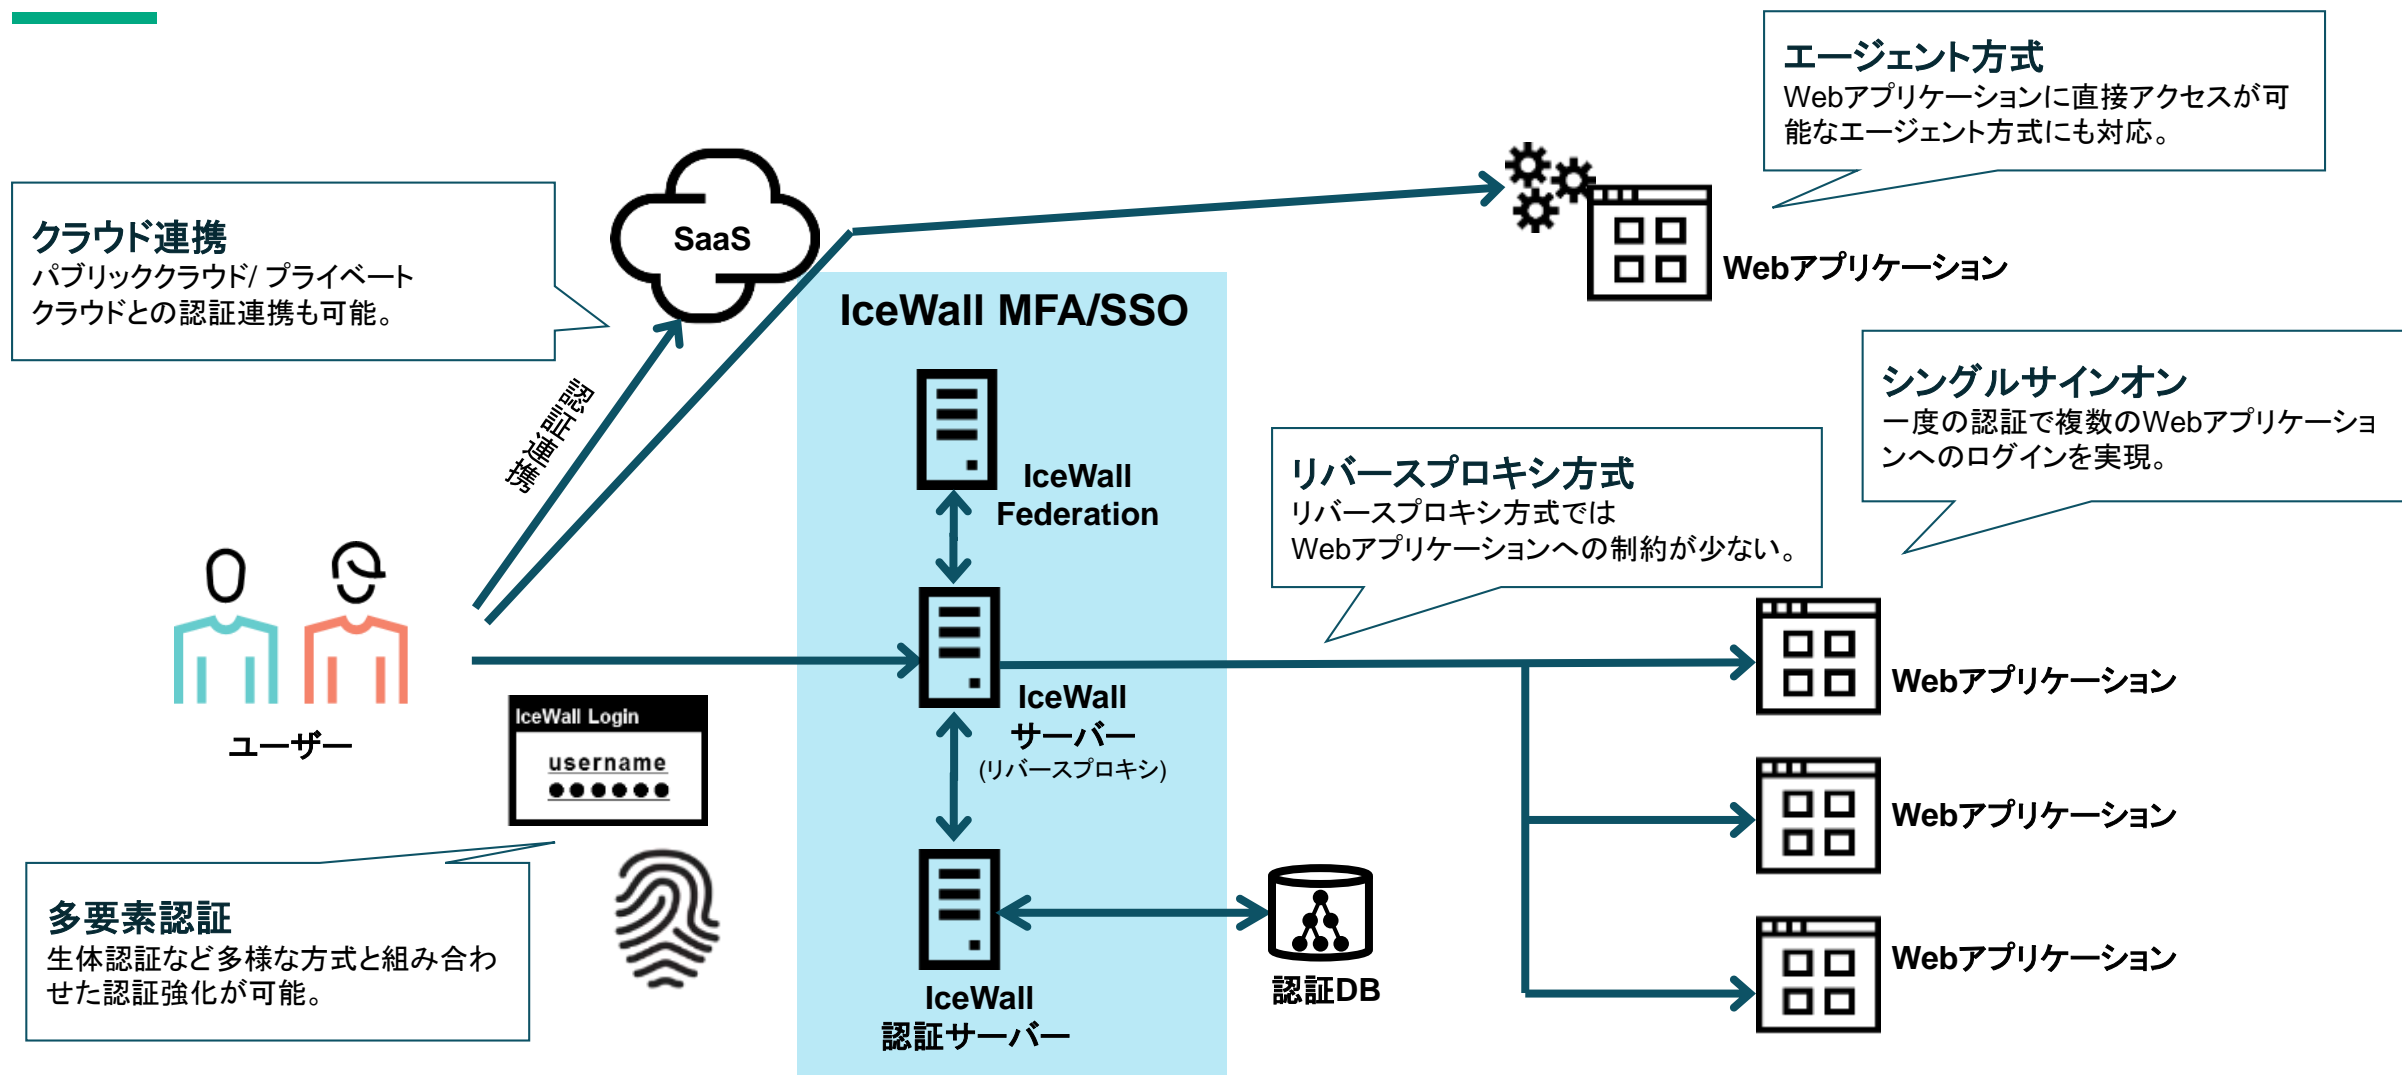 エージェント方式
Webアプリケーションに直接アクセスが可
能なエージェント方式にも対応。
クラウド連携
パブリッククラウド/ プライベート
クラウドとの認証連携も可能。
SaaS
Webアプリケーション
IceWall MFA/SSO
シングルサインオン
一度の認証で複数のWebアプリケーショ
ンへのログインを実現。
認証連携
リバースプロキシ方式
リバースプロキシ方式では
Webアプリケーションへの制約が少ない。
IceWall
Federation
ユーザー
IceWall Login
username
IceWall
サーバー
(リバースプロキシ)
Webアプリケーション
Webアプリケーション
Webアプリケーション
多要素認証
生体認証など多様な方式と組み合わ
せた認証強化が可能。
IceWall
認証サーバー
認証DB